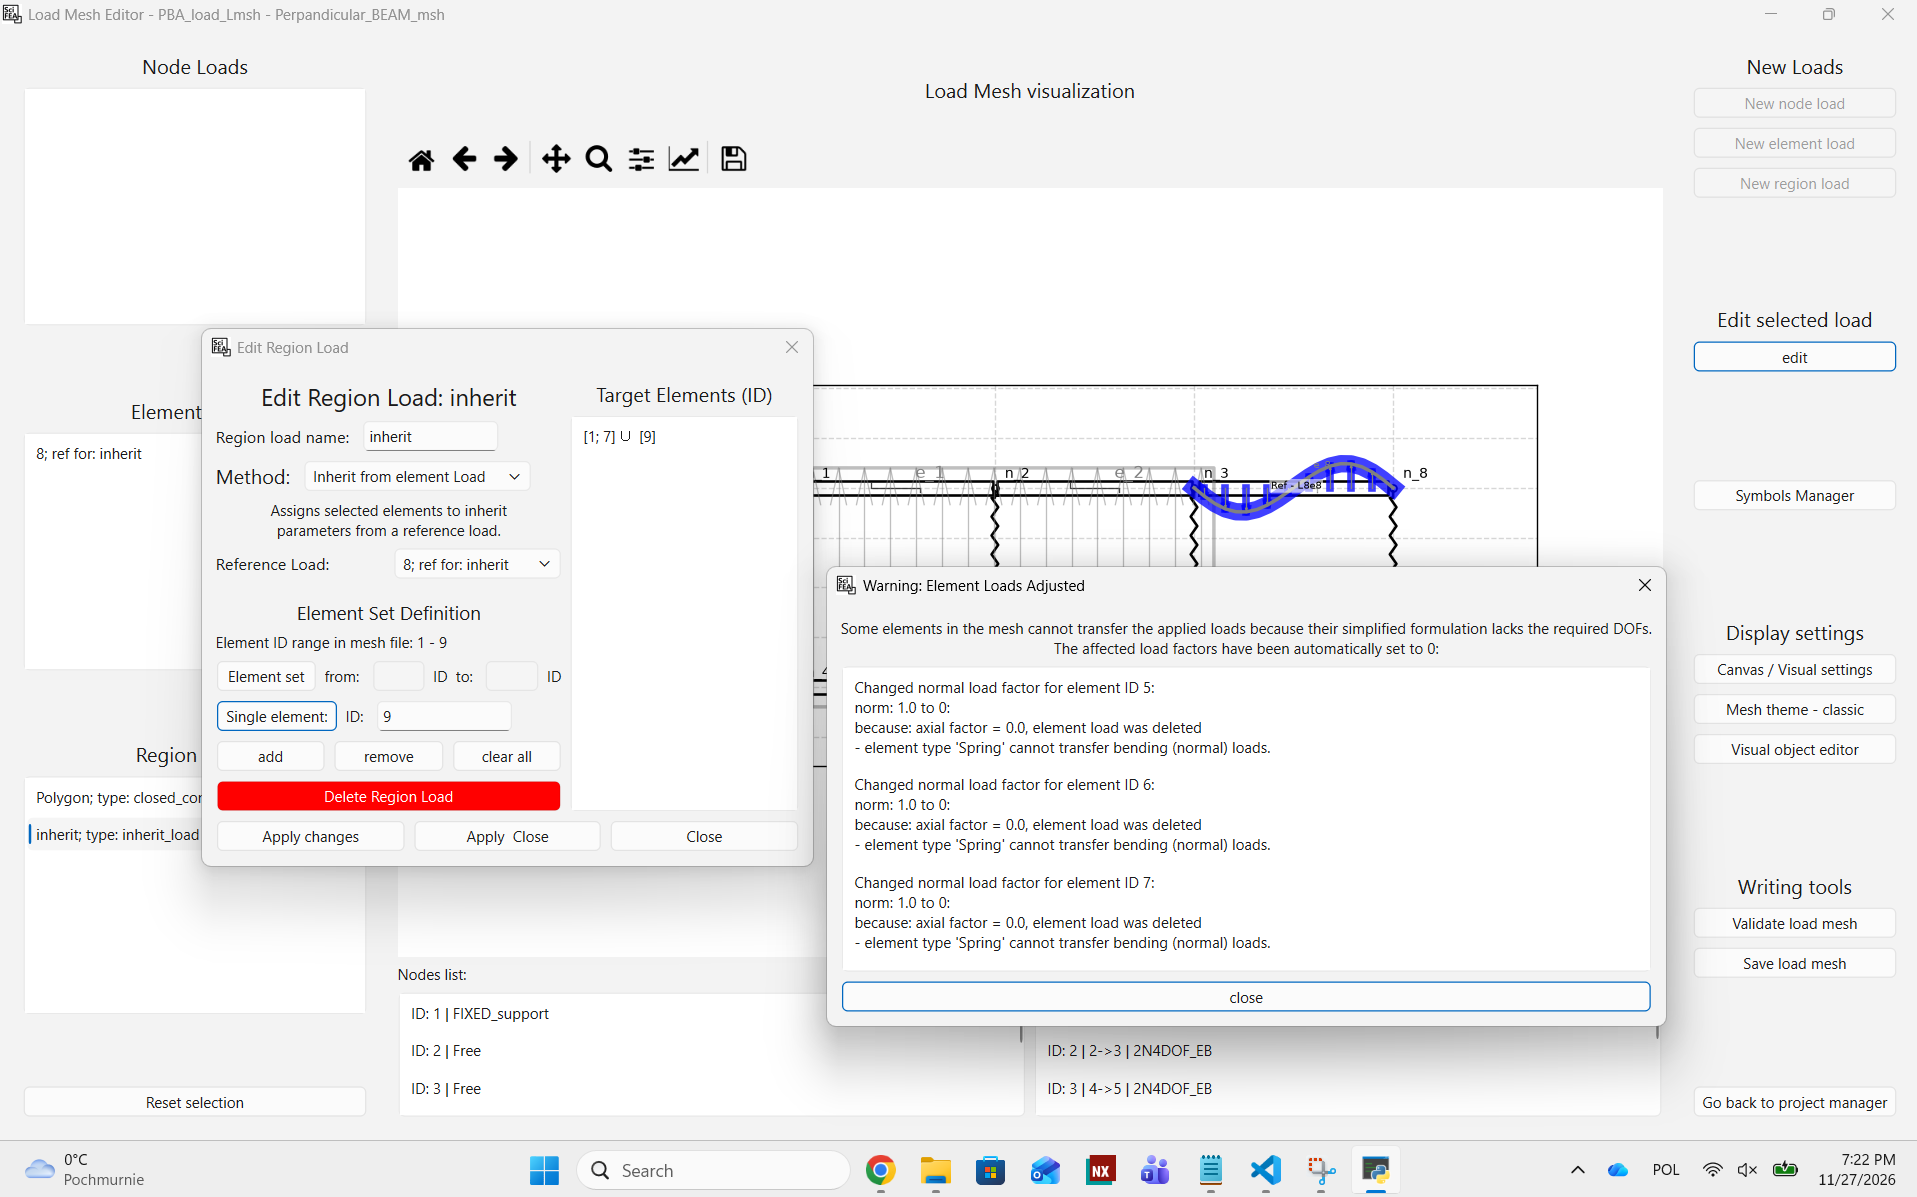 Load Mesh Editor - PBA_load_Lmsh - Perpandicular_BEAM_msh
Node Loads
Load Mesh visualization
New Loads
New node load
New element load
New region load
Edit selected load
edit
Symbols Manager
Display settings
Canvas / Visual settings
Mesh theme - classic
Visual object editor
Writing tools
Validate load mesh
Save load mesh
Go back to project manager
Element
8; ref for: inherit
Region
Polygon; type: closed_cor
inherit; type: inherit_load
Reset selection
Edit Region Load
Edit Region Load: inherit
Region load name: inherit
Method: Inherit from element Load
Assigns selected elements to inherit
parameters from a reference load.
Reference Load: 8; ref for: inherit
Element Set Definition
Element ID range in mesh file: 1 - 9
Element set from: ID to: ID
Single element: ID: 9
add remove clear all
Delete Region Load
Apply changes Apply Close Close
Target Elements (ID)
[1; 7] ∪ [9]
1 e_1 n_2 e_2 n_3 Ref - L8e8 n_8
Warning: Element Loads Adjusted
Some elements in the mesh cannot transfer the applied loads because their simplified formulation lacks the required DOFs.
The affected load factors have been automatically set to 0:
Changed normal load factor for element ID 5:
norm: 1.0 to 0:
because: axial factor = 0.0, element load was deleted
- element type 'Spring' cannot transfer bending (normal) loads.
Changed normal load factor for element ID 6:
norm: 1.0 to 0:
because: axial factor = 0.0, element load was deleted
- element type 'Spring' cannot transfer bending (normal) loads.
Changed normal load factor for element ID 7:
norm: 1.0 to 0:
because: axial factor = 0.0, element load was deleted
- element type 'Spring' cannot transfer bending (normal) loads.
close
Nodes list:
ID: 1 | FIXED_support
ID: 2 | Free
ID: 3 | Free
ID: 2 | 2->3 | 2N4DOF_EB
ID: 3 | 4->5 | 2N4DOF_EB
0°C
Pochmurnie
Search
NX
POL
7:22 PM
11/27/2026